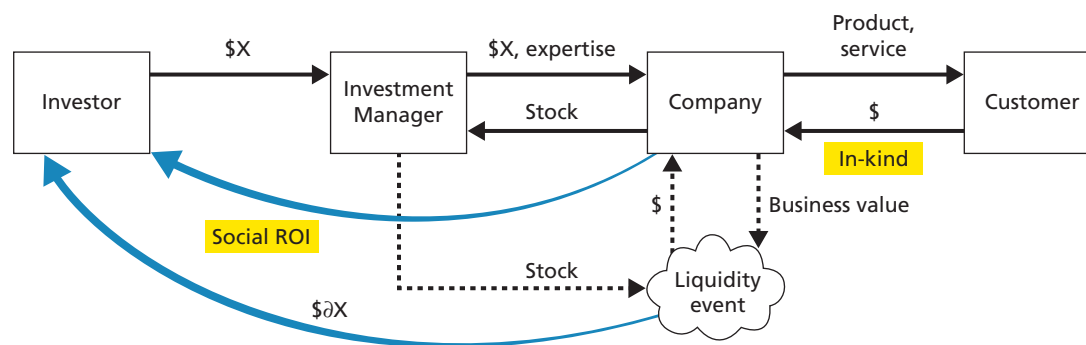 $X
$X, expertise
Product,
service
Investor
Investment
Manager
Company
Customer
Stock
$
In-kind
$
Business value
Social ROI
Stock
Liquidity
event
$∂X